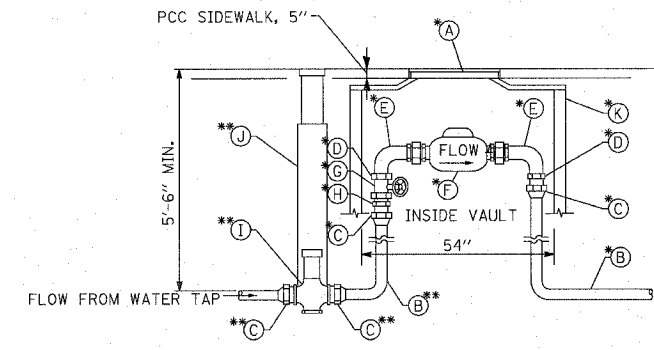 PCC SIDEWALK, 5"
*A
*E
*E
*K
**J
*D
*D
*G
FLOW
*H
*F
*C
*C
5'-6" MIN.
INSIDE VAULT
54"
**I
*B
FLOW FROM WATER TAP
B**
**C
C**